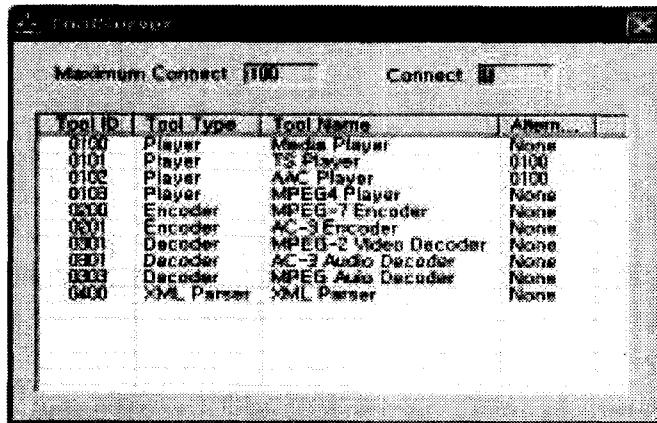 ToolServer
Maximum Connect 100 Connect
Tool ID Tool Type Tool Name Altern...
0100 Player Media Player None
0101 Player TS Player 0100
0102 Player AAC Player 0100
0103 Player MPEG4 Player None
0200 Encoder MPEG-7 Encoder None
0201 Encoder AC-3 Encoder None
0301 Decoder MPEG-2 Video Decoder None
0301 Decoder AC-3 Audio Decoder None
0303 Decoder MPEG Auio Decoder None
0400 XML Parser XML Parser None